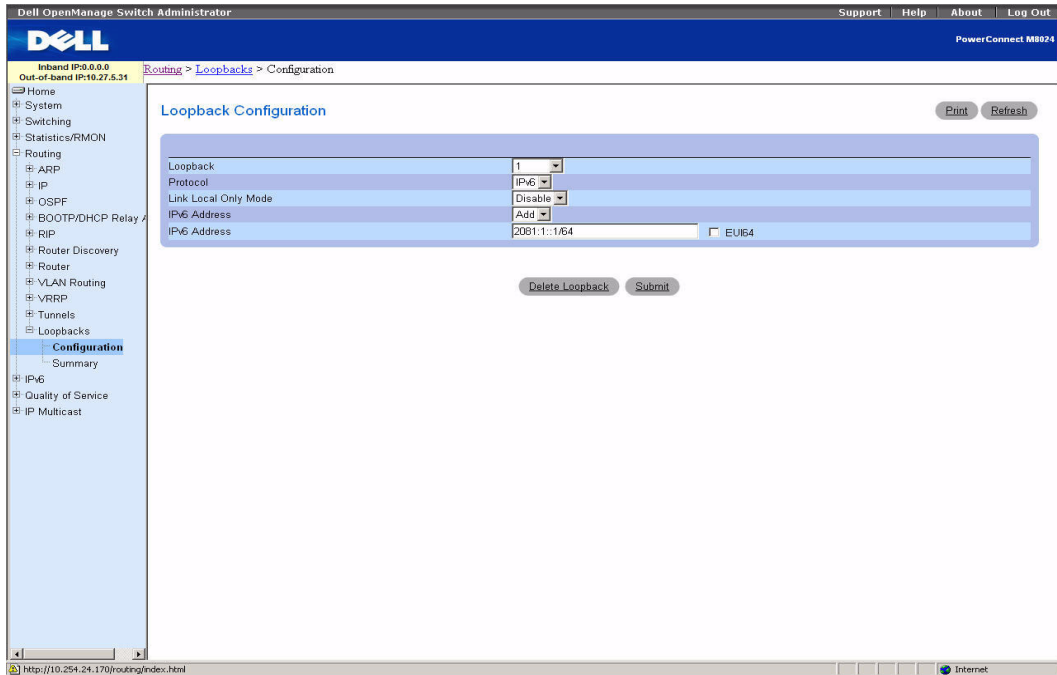 Dell OpenManage Switch Administrator
Support Help About Log Out
DELL
PowerConnect M8024
Inband IP:0.0.0.0
Out-of-band IP:10.27.5.31
Routing > Loopbacks > Configuration
Home
System
Switching
Statistics/RMON
Routing
ARP
IP
OSPF
BOOTP/DHCP Relay A
RIP
Router Discovery
Router
VLAN Routing
VRRP
Tunnels
Loopbacks
Configuration
Summary
IPv6
Quality of Service
IP Multicast
Loopback Configuration
Print Refresh
Loopback 1
Protocol IPv6
Link Local Only Mode Disable
IPv6 Address Add
IPv6 Address 2081:1::1/64 EUI64
Delete Loopback Submit
http://10.254.24.170/routing/index.html
Internet